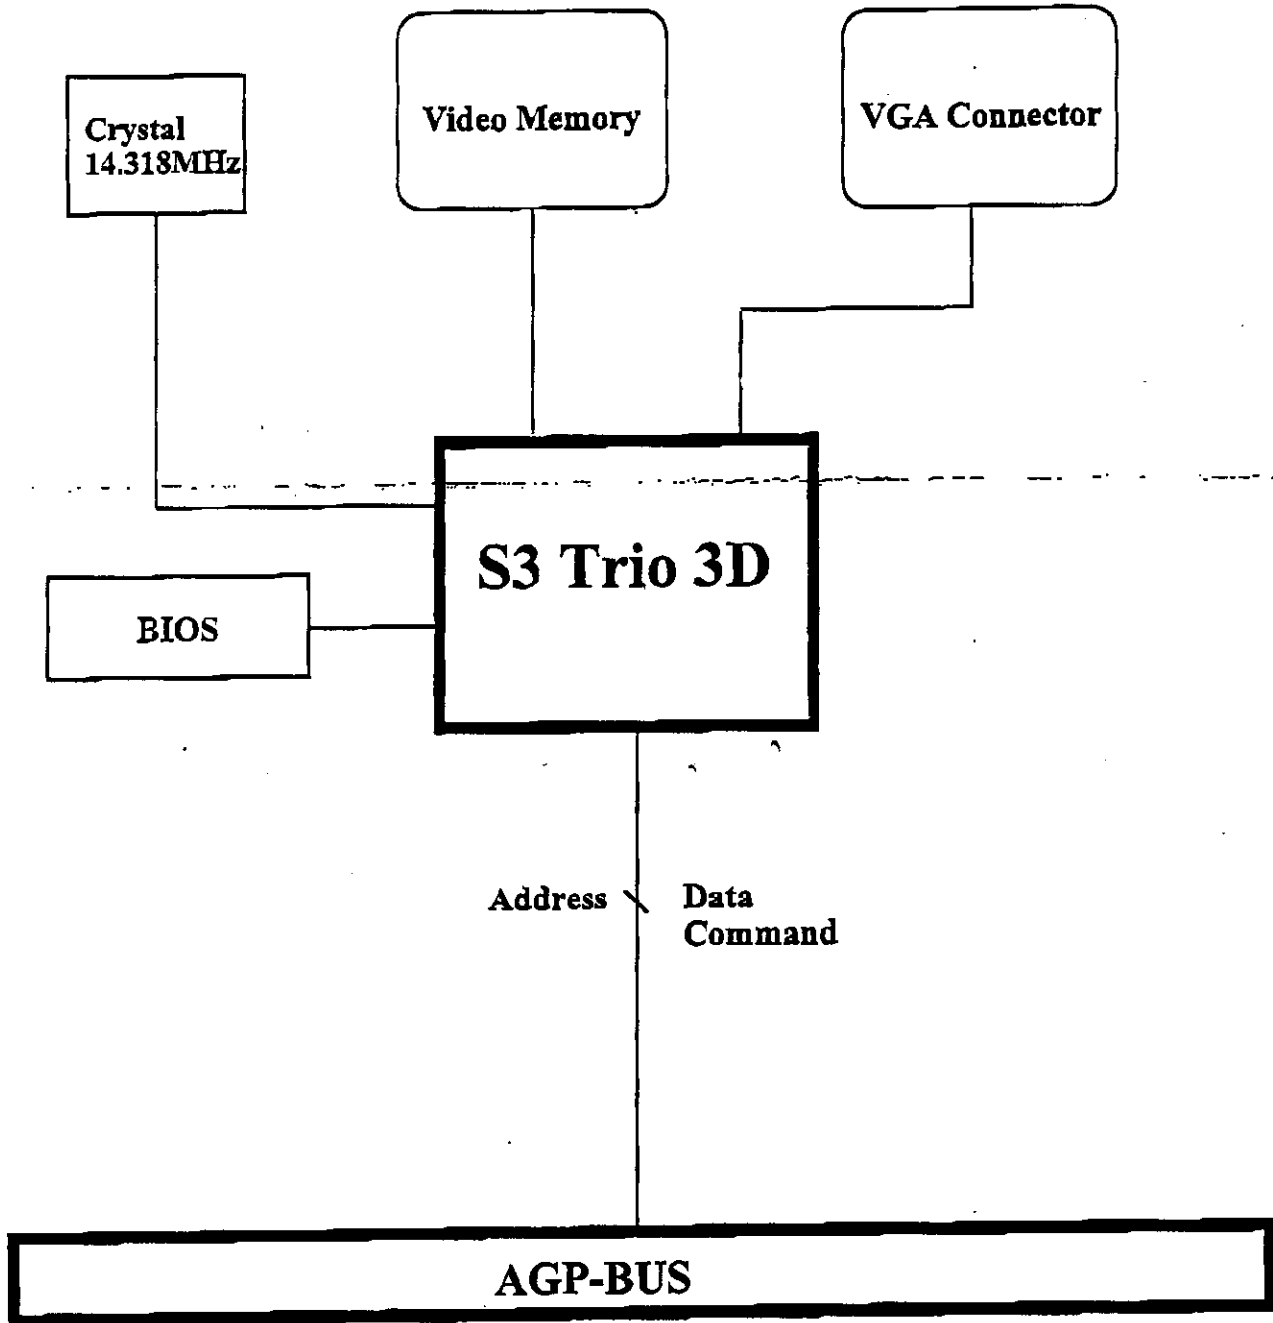 Crystal
14.318MHz
Video Memory
VGA Connector
S3 Trio 3D
BIOS
Address
Data
Command
AGP-BUS